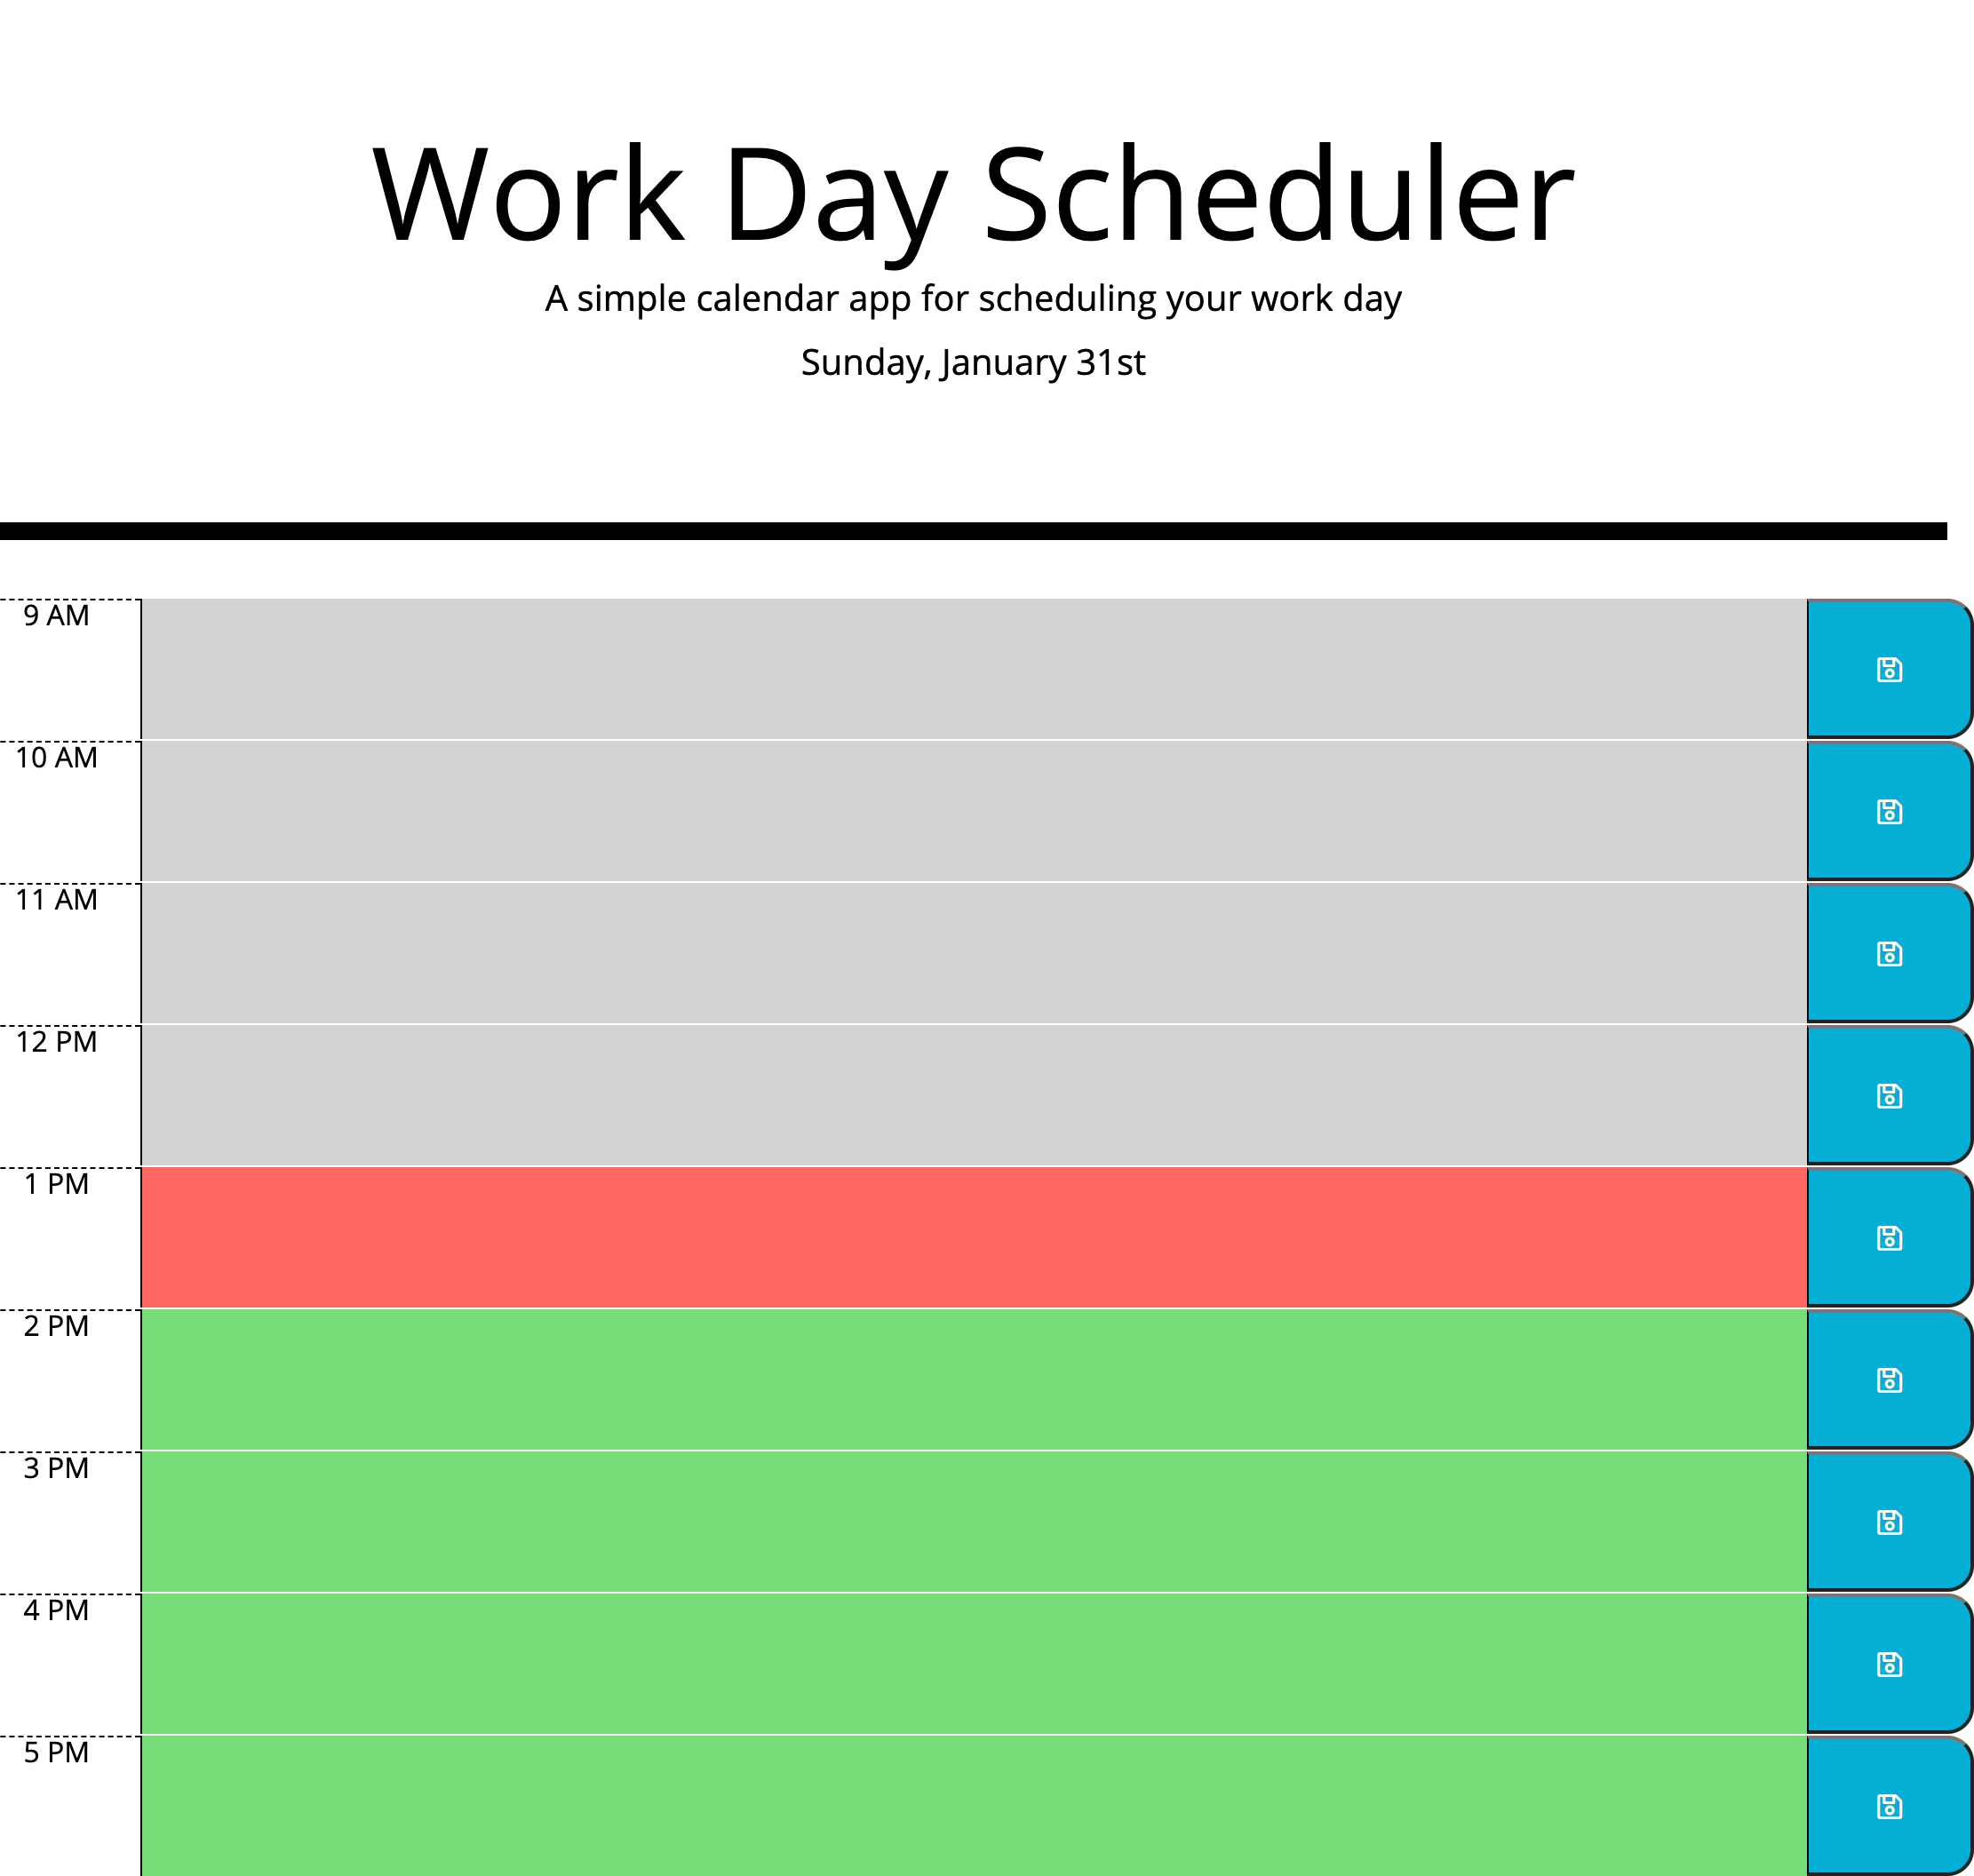 Work Day Scheduler
A simple calendar app for scheduling your work day
Sunday, January 31st
9 AM
10 AM
11 AM
12 PM
1 PM
2 PM
3 PM
4 PM
5 PM